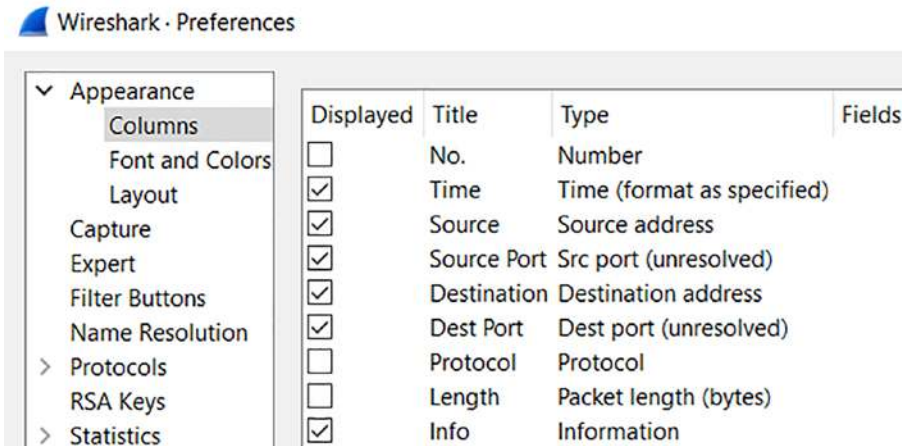 Wireshark · Preferences
Appearance
Columns
Font and Colors
Layout
Capture
Expert
Filter Buttons
Name Resolution
Protocols
RSA Keys
Statistics
Displayed Title Type Fields
No. Number
Time Time (format as specified)
Source Source address
Source Port Src port (unresolved)
Destination Destination address
Dest Port Dest port (unresolved)
Protocol Protocol
Length Packet length (bytes)
Info Information